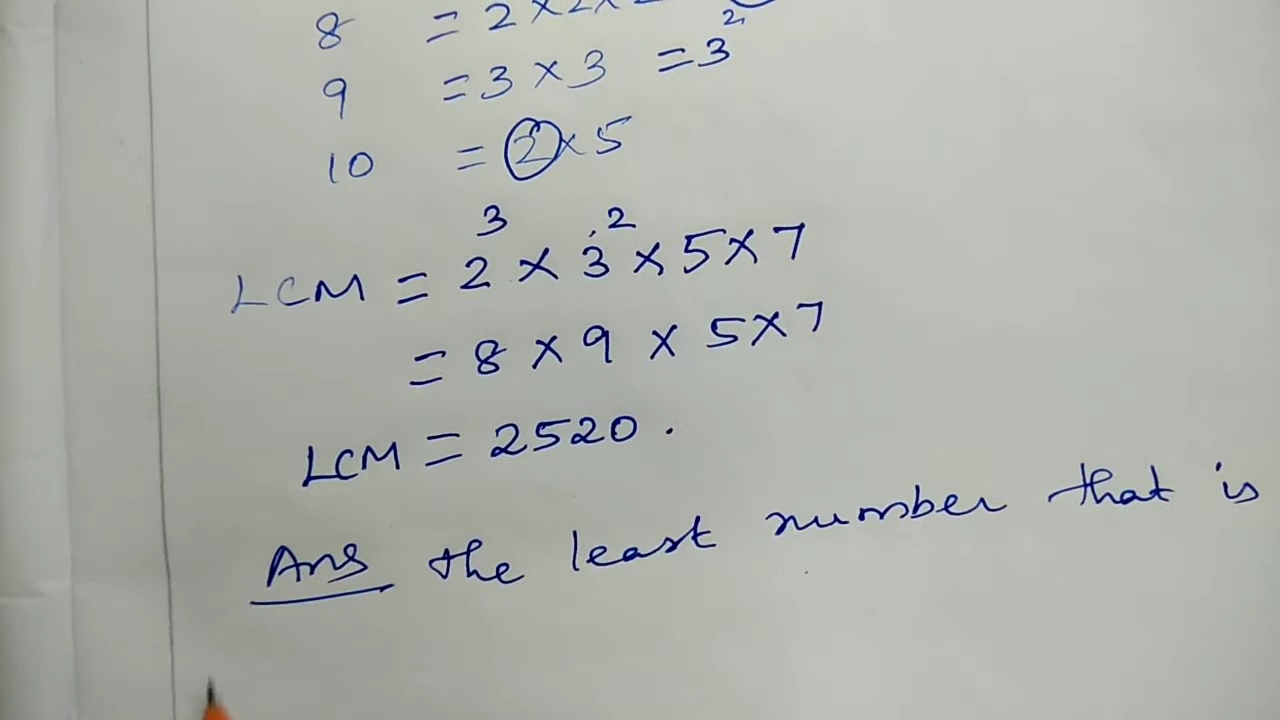 8 = 2 × 2 × 2
9 = 3 × 3 = 3²
10 = 2 × 5
LCM = 2³ × 3² × 5 × 7
= 8 × 9 × 5 × 7
LCM = 2520.
Ans the least number that is